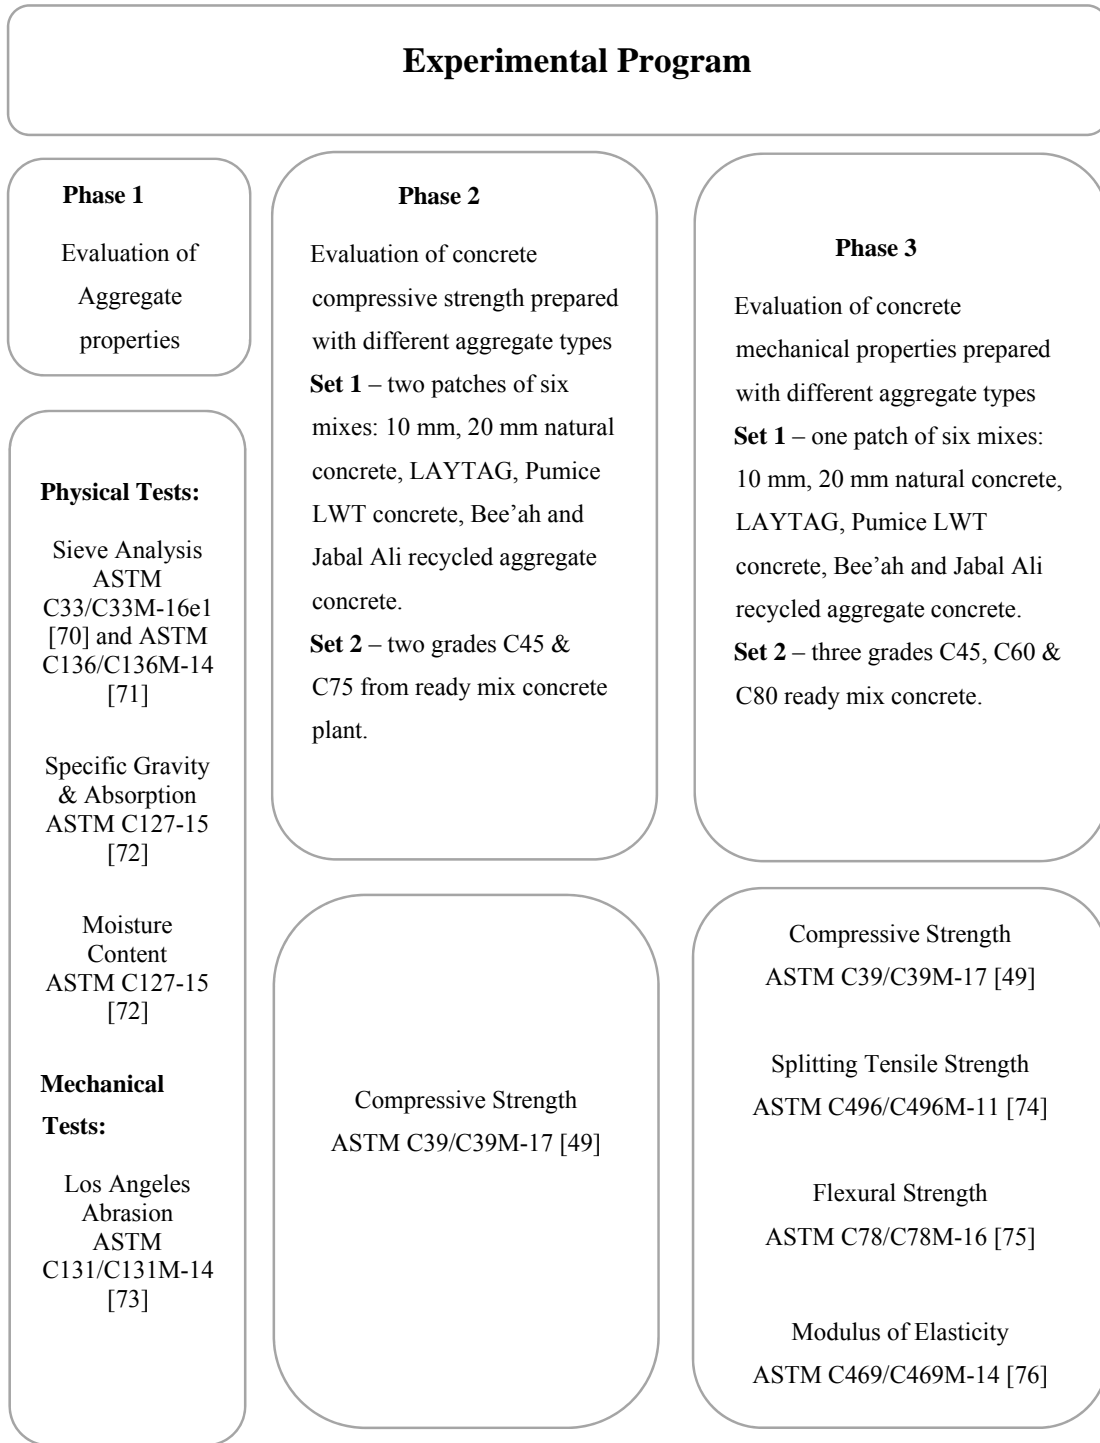 Experimental Program
Phase 1
Evaluation of
Aggregate
properties
Physical Tests:
Sieve Analysis
ASTM
C33/C33M-16e1
[70] and ASTM
C136/C136M-14
[71]
Specific Gravity
& Absorption
ASTM C127-15
[72]
Moisture
Content
ASTM C127-15
[72]
Mechanical
Tests:
Los Angeles
Abrasion
ASTM
C131/C131M-14
[73]
Phase 2
Evaluation of concrete
compressive strength prepared
with different aggregate types
Set 1 – two patches of six
mixes: 10 mm, 20 mm natural
concrete, LAYTAG, Pumice
LWT concrete, Bee’ah and
Jabal Ali recycled aggregate
concrete.
Set 2 – two grades C45 &
C75 from ready mix concrete
plant.
Compressive Strength
ASTM C39/C39M-17 [49]
Phase 3
Evaluation of concrete
mechanical properties prepared
with different aggregate types
Set 1 – one patch of six mixes:
10 mm, 20 mm natural concrete,
LAYTAG, Pumice LWT
concrete, Bee’ah and Jabal Ali
recycled aggregate concrete.
Set 2 – three grades C45, C60 &
C80 ready mix concrete.
Compressive Strength
ASTM C39/C39M-17 [49]
Splitting Tensile Strength
ASTM C496/C496M-11 [74]
Flexural Strength
ASTM C78/C78M-16 [75]
Modulus of Elasticity
ASTM C469/C469M-14 [76]